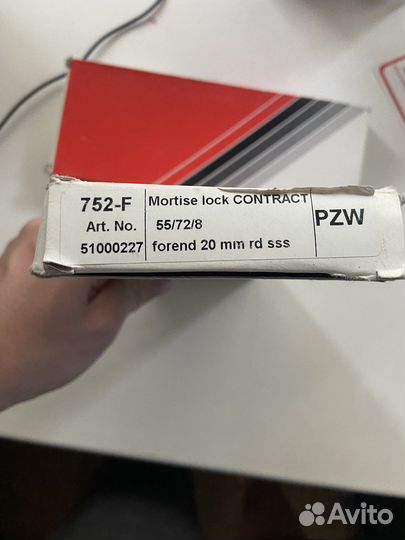 752-F Mortise lock CONTRACT PZW
Art. No. 55/72/8
51000227 forend 20 mm rd sss
Avito